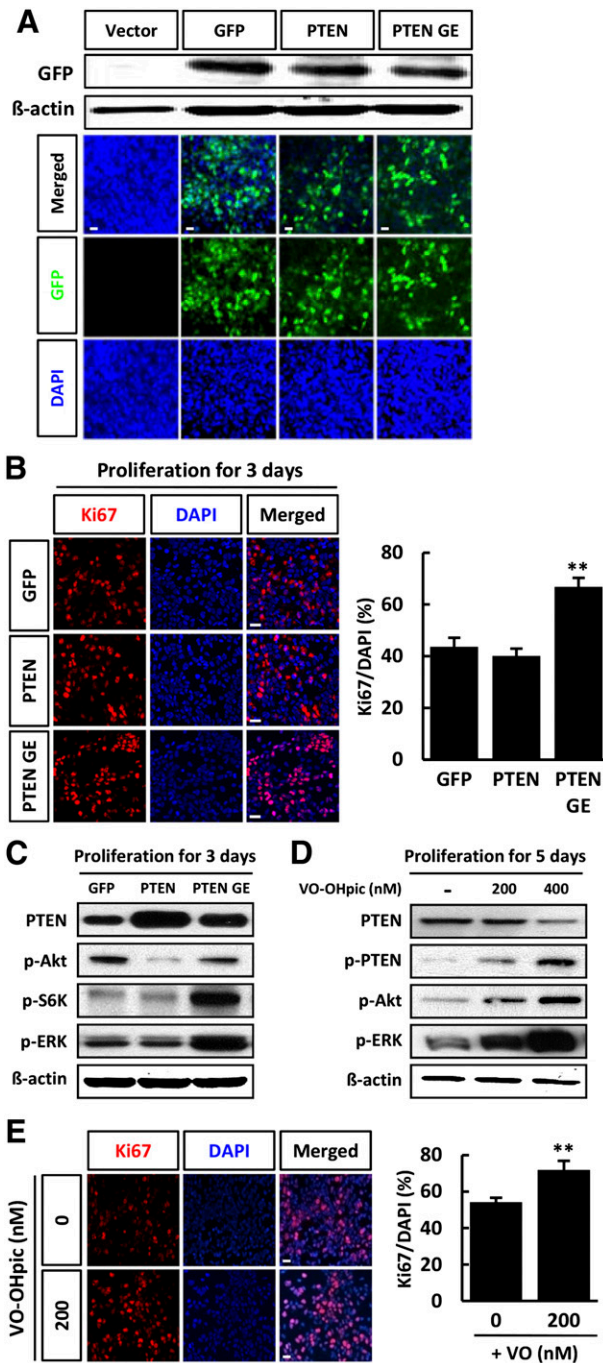 A
Vector GFP PTEN PTEN GE
GFP
ß-actin
Merged
GFP
DAPI
B
Proliferation for 3 days
Ki67 DAPI Merged
GFP
PTEN
PTEN GE
Ki67/DAPI (%)
80
60
40
20
0
**
GFP PTEN PTEN
GE
C
Proliferation for 3 days
GFP PTEN PTEN GE
PTEN
p-Akt
p-S6K
p-ERK
ß-actin
D
Proliferation for 5 days
VO-OHpic (nM) - 200 400
PTEN
p-PTEN
p-Akt
p-ERK
ß-actin
E
Ki67 DAPI Merged
VO-OHpic (nM)
0
200
Ki67/DAPI (%)
80
60
40
20
0
**
0 200
+ VO (nM)